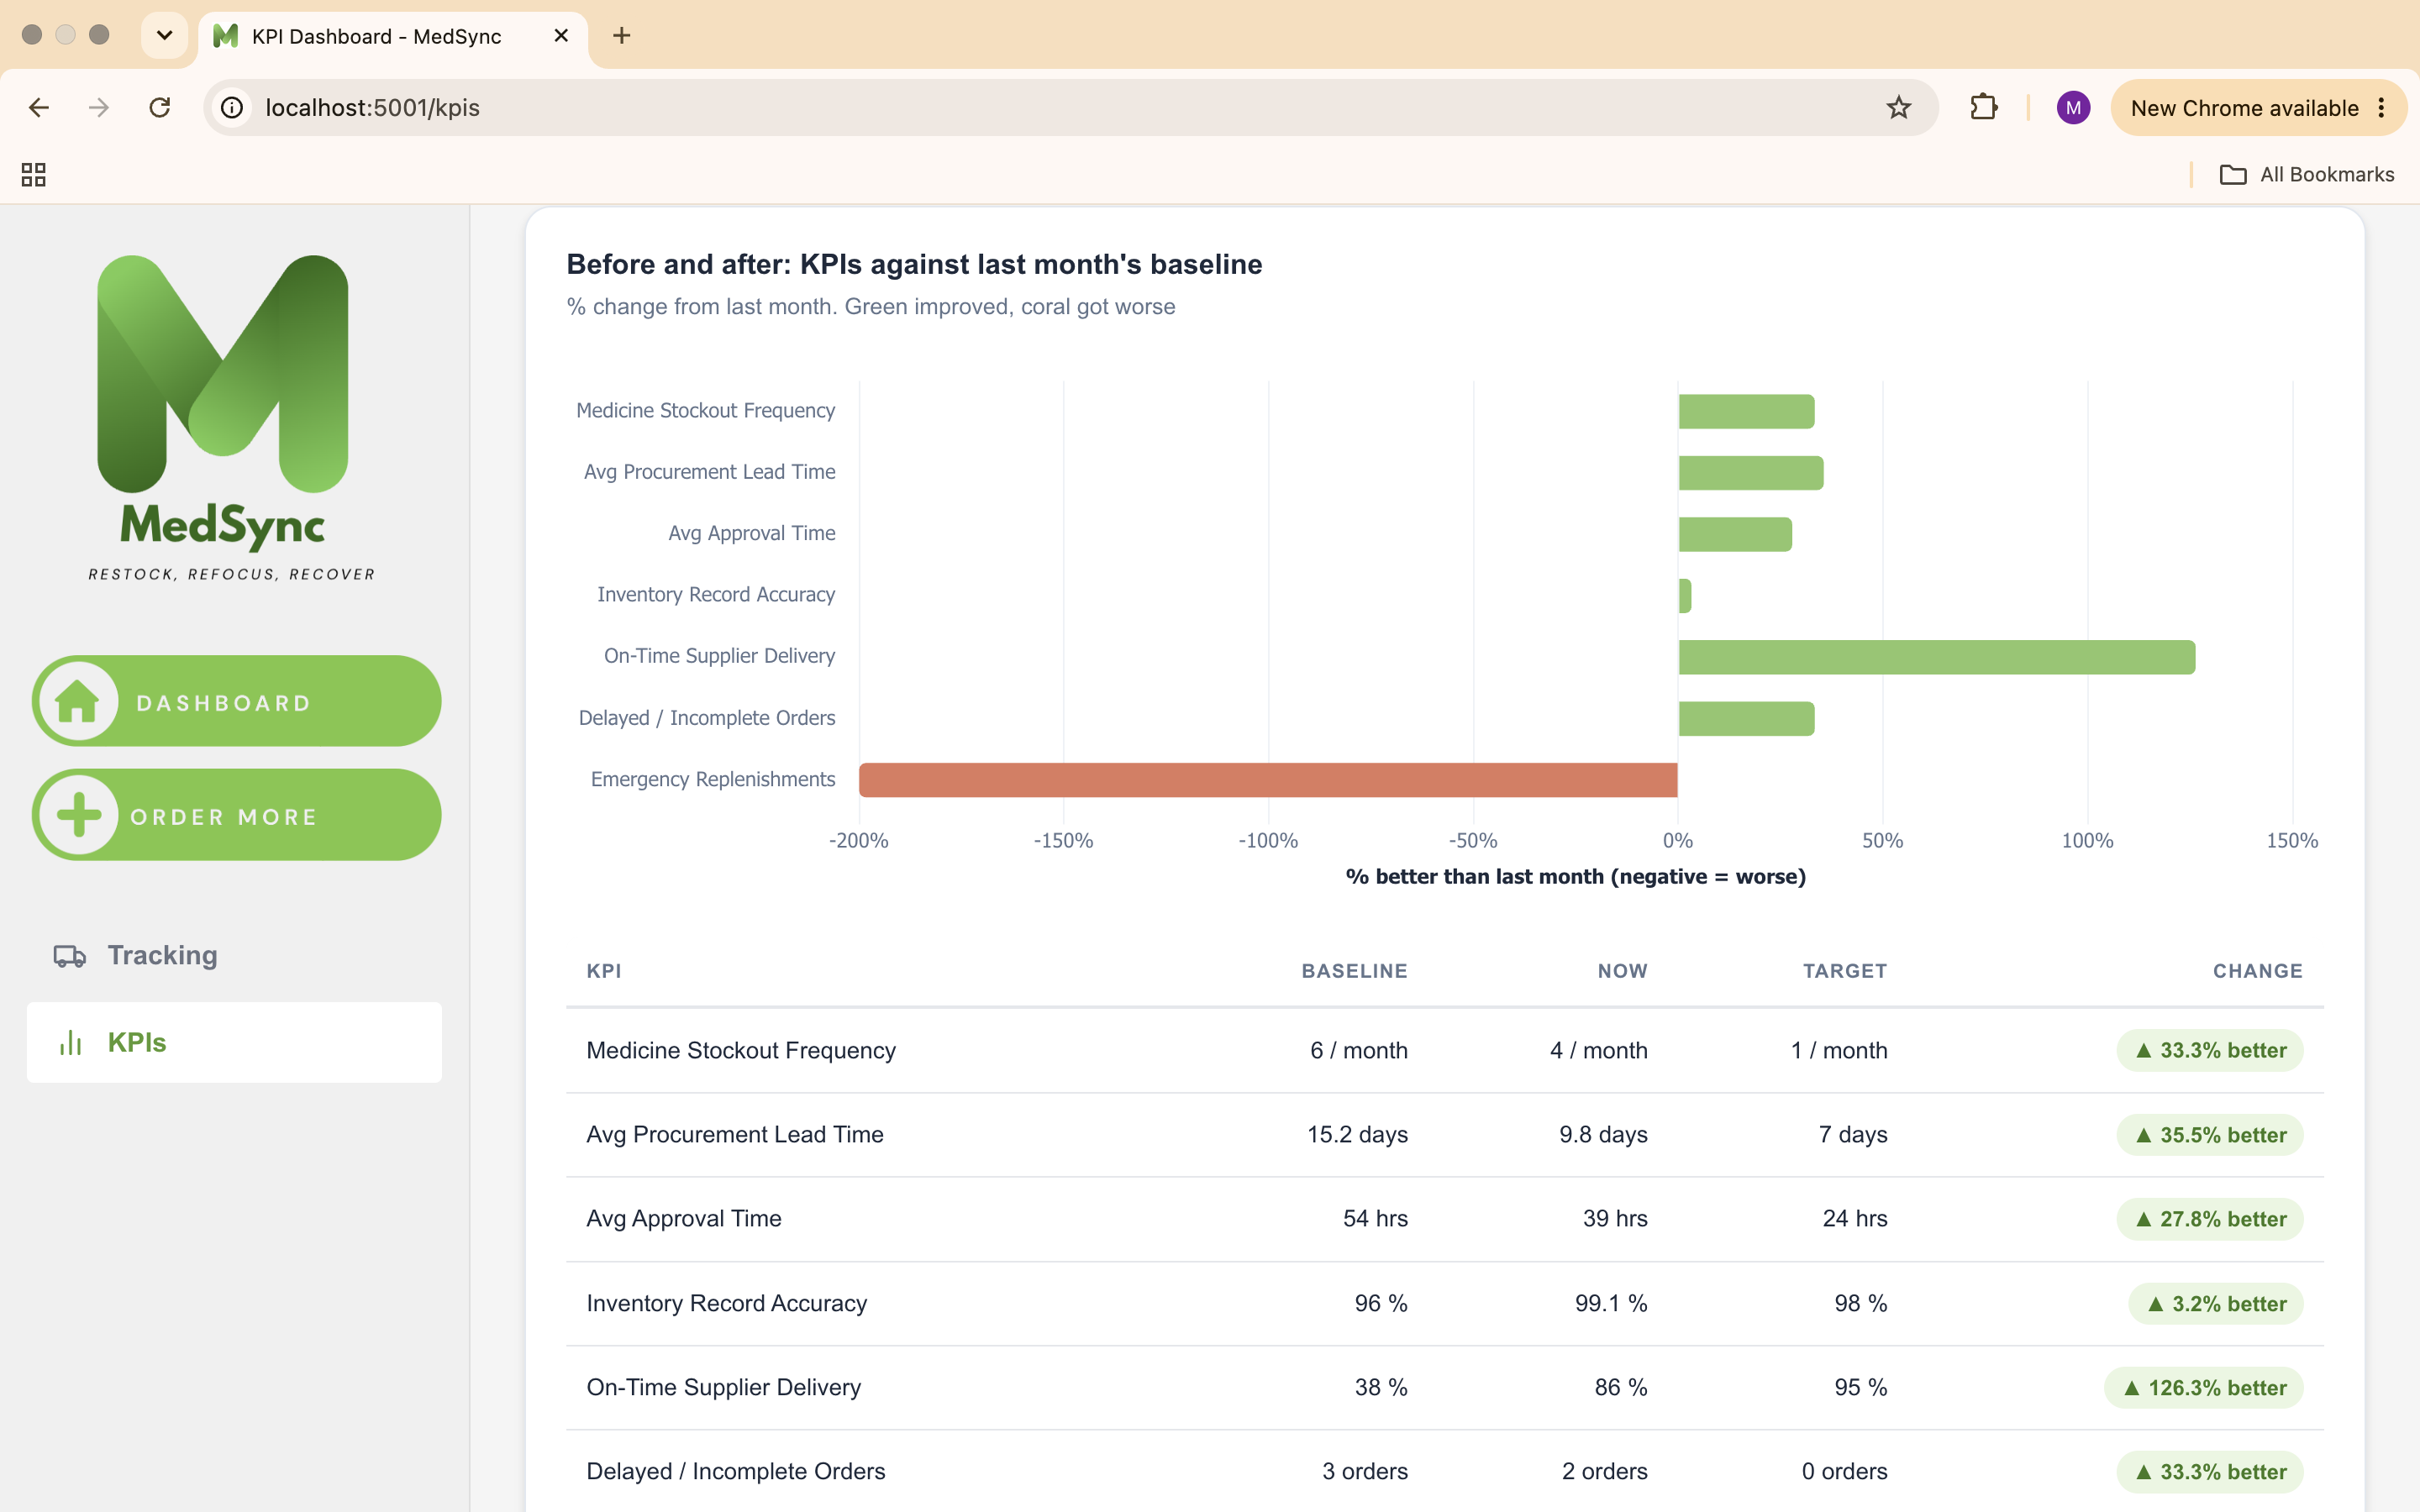 KPI Dashboard - MedSync
localhost:5001/kpis
M
New Chrome available
All Bookmarks
MedSync
RESTOCK, REFOCUS, RECOVER
DASHBOARD
ORDER MORE
Tracking
KPIs
Before and after: KPIs against last month's baseline
% change from last month. Green improved, coral got worse
Medicine Stockout Frequency
Avg Procurement Lead Time
Avg Approval Time
Inventory Record Accuracy
On-Time Supplier Delivery
Delayed / Incomplete Orders
Emergency Replenishments
-200% -150% -100% -50% 0% 50% 100% 150%
% better than last month (negative = worse)
KPI BASELINE NOW TARGET CHANGE
Medicine Stockout Frequency 6 / month 4 / month 1 / month ▲ 33.3% better
Avg Procurement Lead Time 15.2 days 9.8 days 7 days ▲ 35.5% better
Avg Approval Time 54 hrs 39 hrs 24 hrs ▲ 27.8% better
Inventory Record Accuracy 96 % 99.1 % 98 % ▲ 3.2% better
On-Time Supplier Delivery 38 % 86 % 95 % ▲ 126.3% better
Delayed / Incomplete Orders 3 orders 2 orders 0 orders ▲ 33.3% better